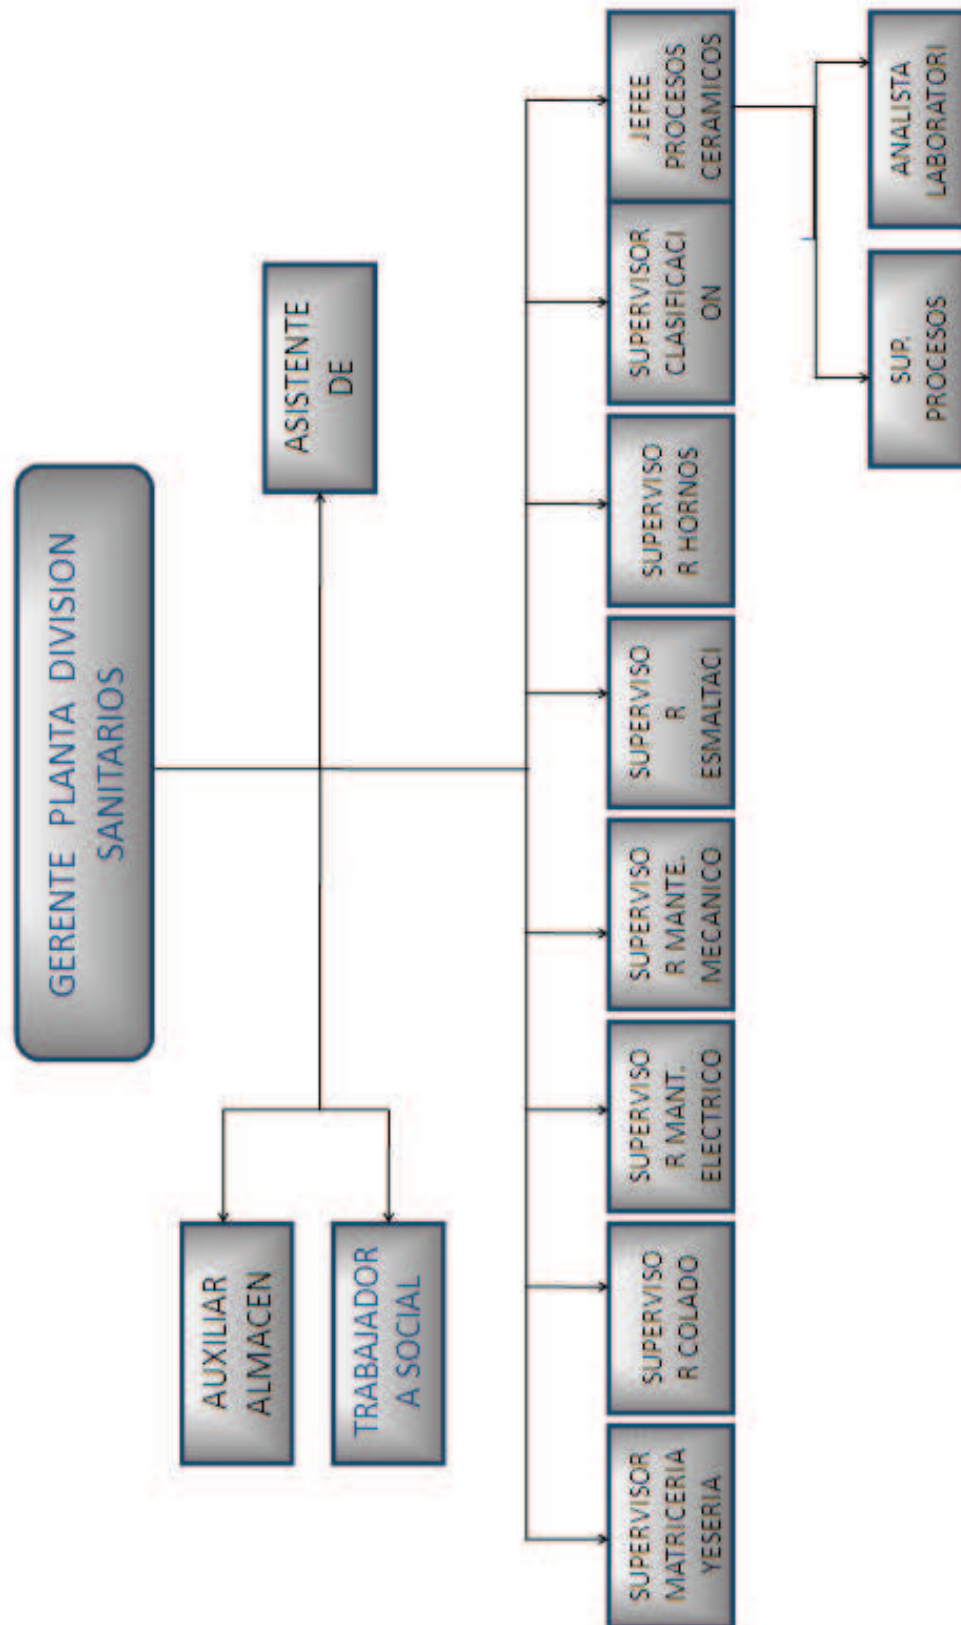 GERENTE PLANTA DIVISION
SANITARIOS
AUXILIAR
ALMACEN
ASISTENTE
DE
TRABAJADOR
A SOCIAL
SUPERVISOR
MATRICERIA
YESERIA
SUPERVISO
R COLADO
SUPERVISO
R MANT.
ELECTRICO
SUPERVISO
R MANTE.
MECANICO
SUPERVISO
R
ESMALTACI
SUPERVISO
R HORNOS
SUPERVISOR
CLASIFICACI
ON
JEFEE
PROCESOS
CERAMICOS
SUP.
PROCESOS
ANALISTA
LABORATORI